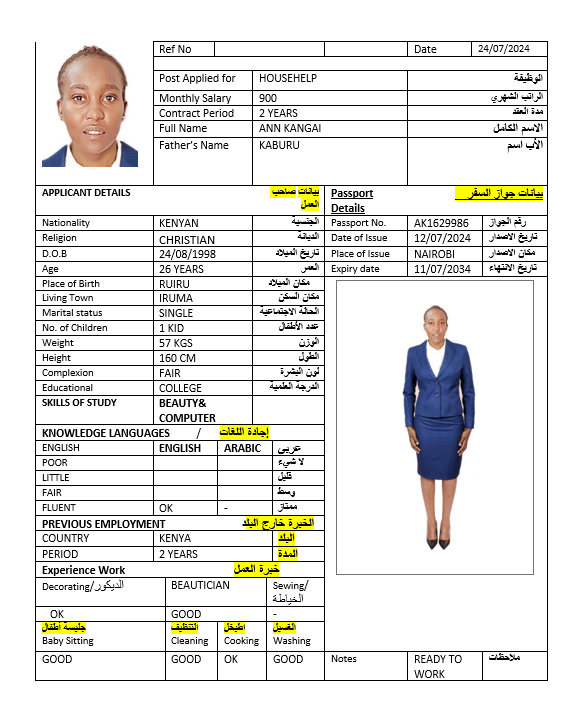 Ref No Date 24/07/2024
Post Applied for HOUSEHELP الوظيفة
Monthly Salary 900 الراتب الشهري
Contract Period 2 YEARS مدة العقد
Full Name ANN KANGAI الاسم الكامل
Father's Name KABURU الأب اسم
APPLICANT DETAILS بيانات صاحب العمل
Passport Details بيانات جواز السفر
Nationality KENYAN الجنسية
Passport No. AK1629986 رقم الجواز
Religion CHRISTIAN الديانة
Date of Issue 12/07/2024 تاريخ الاصدار
D.O.B 24/08/1998 تاريخ الميلاد
Place of Issue NAIROBI مكان الاصدار
Age 26 YEARS العمر
Expiry date 11/07/2034 تاريخ الانتهاء
Place of Birth RUIRU مكان الميلاد
Living Town IRUMA مكان السكن
Marital status SINGLE الحالة الاجتماعية
No. of Children 1 KID عدد الأطفال
Weight 57 KGS الوزن
Height 160 CM الطول
Complexion FAIR لون البشرة
Educational COLLEGE الدرجة العلمية
SKILLS OF STUDY BEAUTY& COMPUTER
KNOWLEDGE LANGUAGES / إجادة اللغات
ENGLISH ENGLISH ARABIC عربي
POOR لا شيء
LITTLE قليل
FAIR وسط
FLUENT OK - ممتاز
PREVIOUS EMPLOYMENT الخبرة خارج البلد
COUNTRY KENYA البلد
PERIOD 2 YEARS المدة
Experience Work خبرة العمل
Decorating/الديكور BEAUTICIAN Sewing/الخياطة
OK GOOD -
جليسة أطفال التنظيف اطبخل الغسيل
Baby Sitting Cleaning Cooking Washing
GOOD GOOD OK GOOD
Notes READY TO WORK ملاحظات